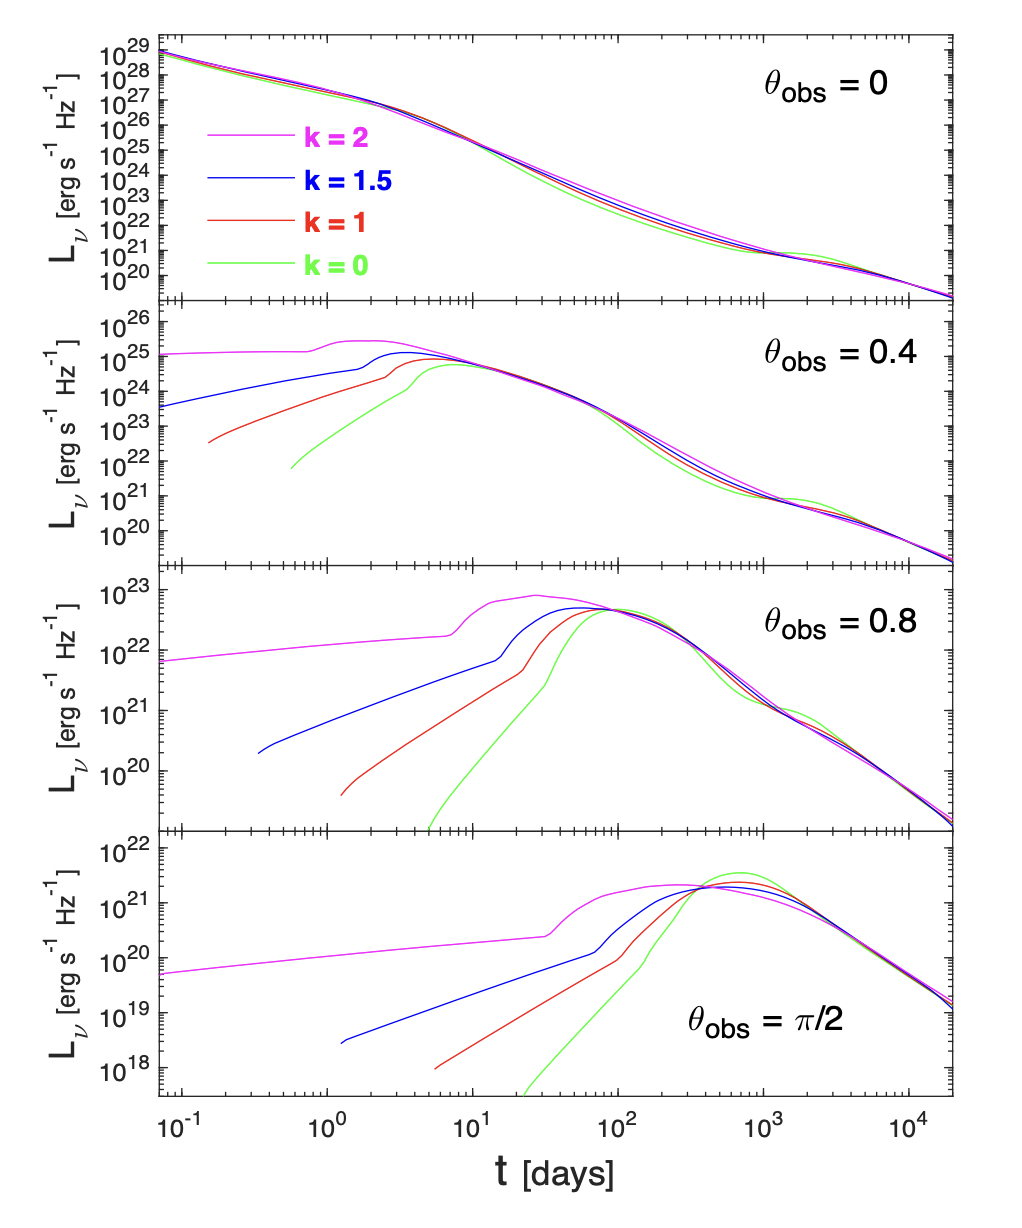 10^29
10^28
10^27
10^26
10^25
10^24
10^23
10^22
10^21
10^20
L_ν [erg s^-1 Hz^-1]
θ_obs = 0
k = 2
k = 1.5
k = 1
k = 0
10^26
10^25
10^24
10^23
10^22
10^21
10^20
L_ν [erg s^-1 Hz^-1]
θ_obs = 0.4
10^23
10^22
10^21
10^20
L_ν [erg s^-1 Hz^-1]
θ_obs = 0.8
10^22
10^21
10^20
10^19
10^18
L_ν [erg s^-1 Hz^-1]
θ_obs = π/2
10^-1 10^0 10^1 10^2 10^3 10^4
t [days]